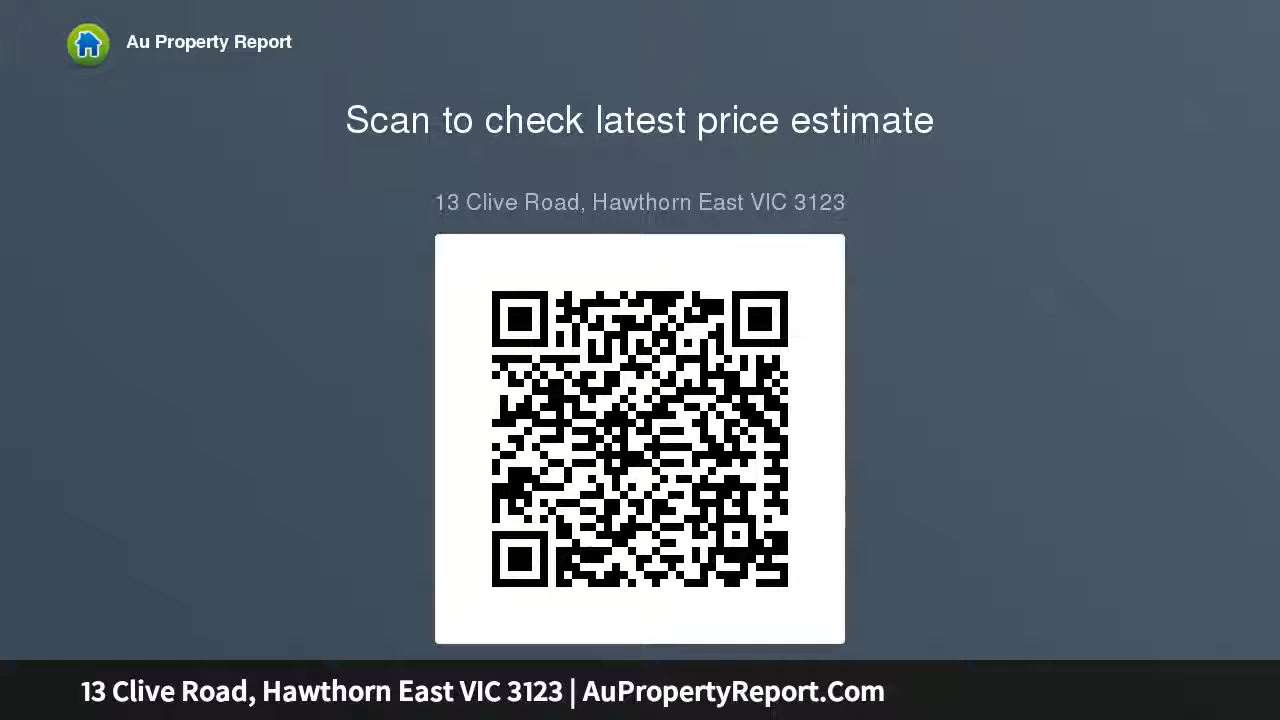 Au Property Report
Scan to check latest price estimate
13 Clive Road, Hawthorn East VIC 3123
13 Clive Road, Hawthorn East VIC 3123 | AuPropertyReport.Com